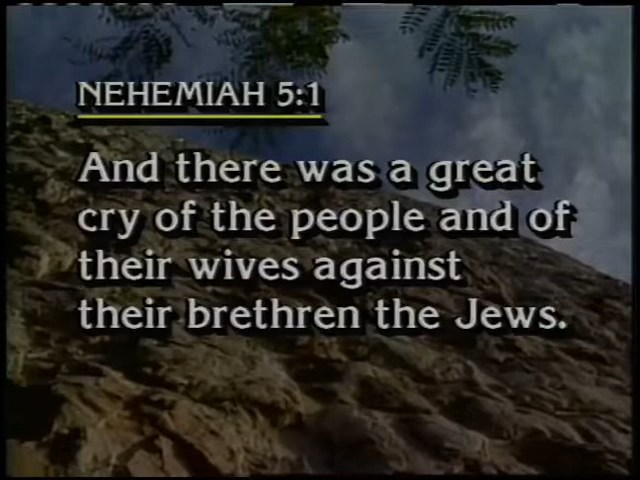 NEHEMIAH 5:1
And there was a great
cry of the people and of
their wives against
their brethren the Jews.